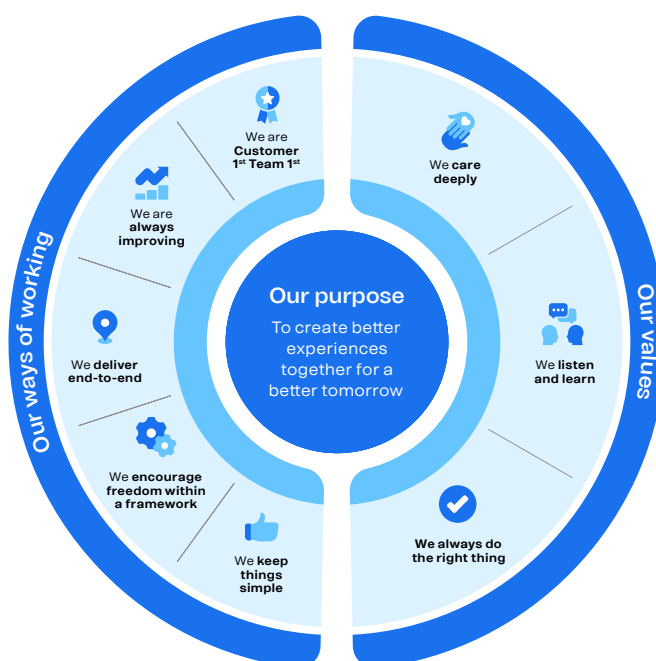 Our ways of working
We are
Customer
1st Team 1st
We are
always
improving
We deliver
end-to-end
We encourage
freedom within
a framework
We keep
things
simple
Our purpose
To create better
experiences
together for a
better tomorrow
Our values
We care
deeply
We listen
and learn
We always do
the right thing